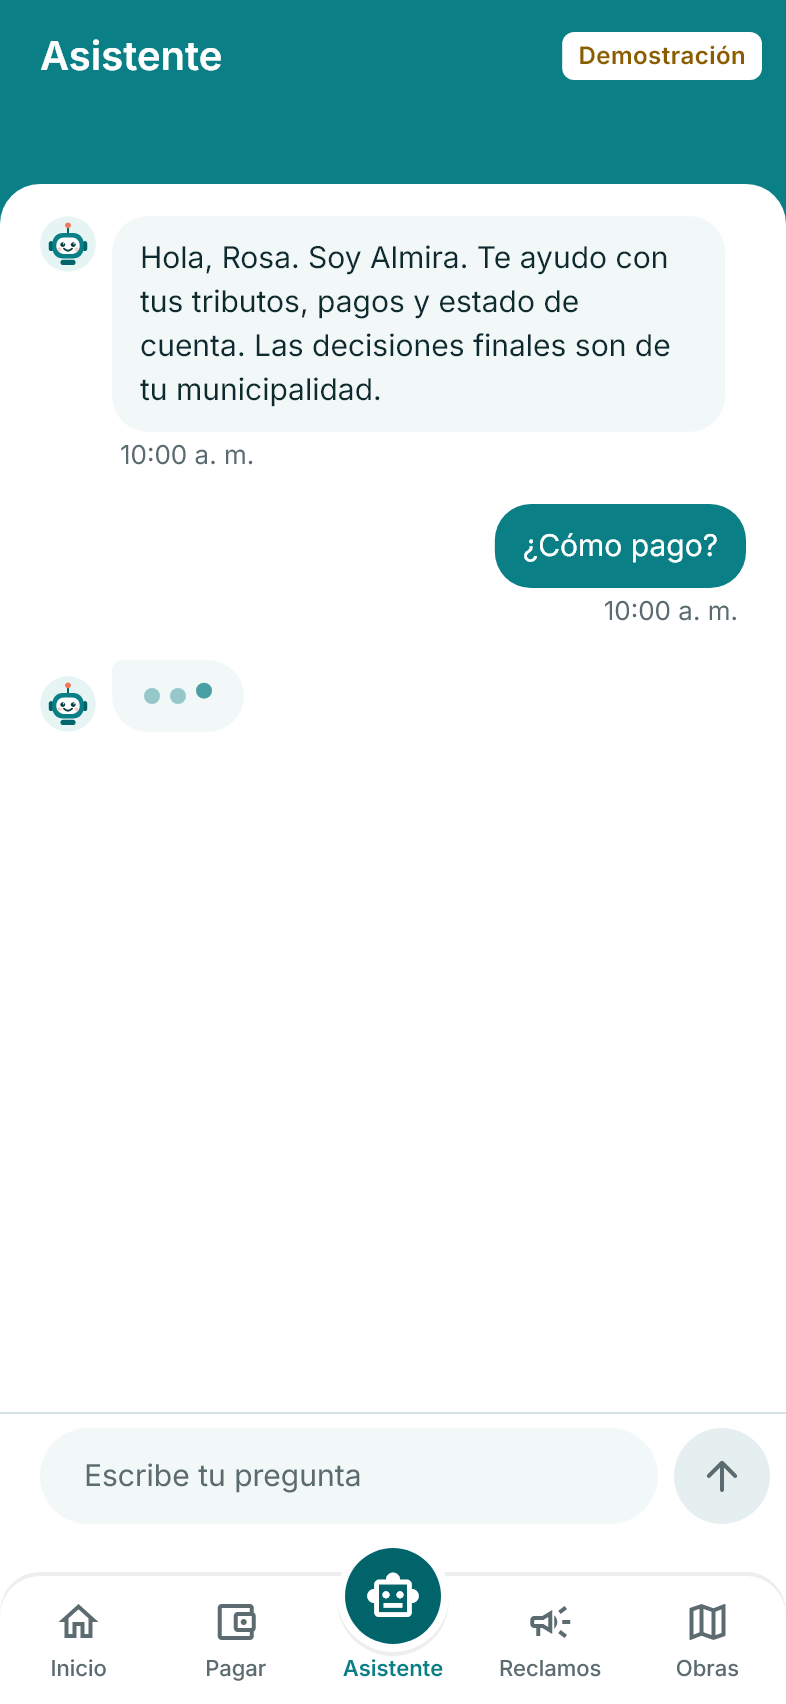 Asistente
Demostración
Hola, Rosa. Soy Almira. Te ayudo con
tus tributos, pagos y estado de
cuenta. Las decisiones finales son de
tu municipalidad.
10:00 a. m.
¿Cómo pago?
10:00 a. m.
Escribe tu pregunta
Inicio
Pagar
Asistente
Reclamos
Obras